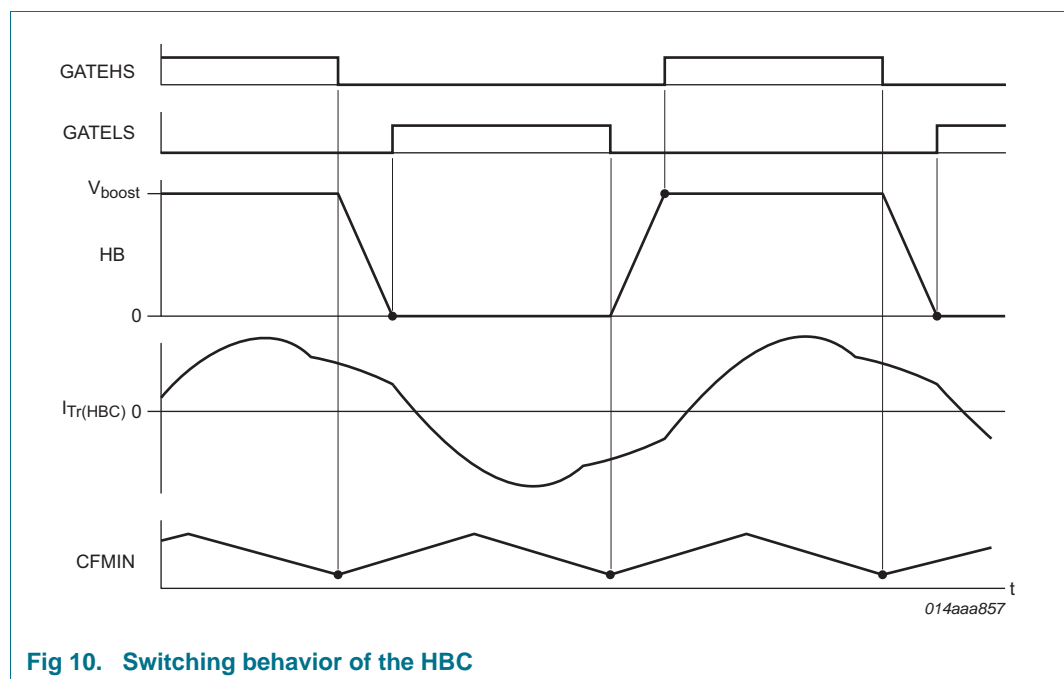 GATEHS
GATELS
Vboost
HB
0
ITr(HBC) 0
CFMIN
t
014aaa857
Fig 10. Switching behavior of the HBC